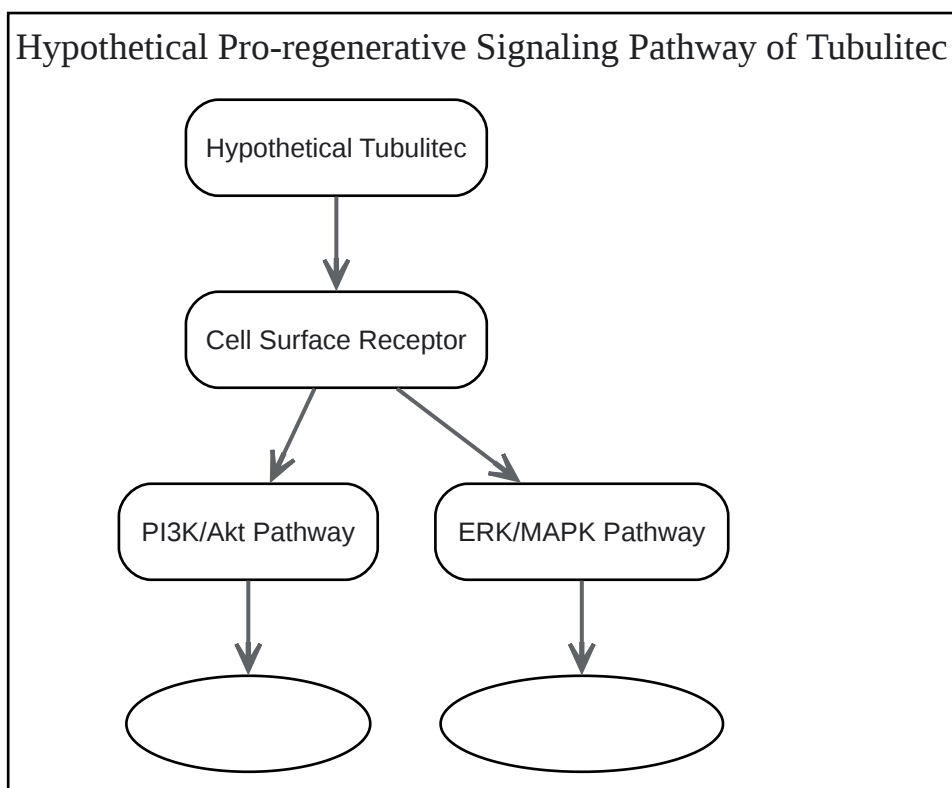 Hypothetical Pro-regenerative Signaling Pathway of Tubulitec
Hypothetical Tubulitec
Cell Surface Receptor
PI3K/Akt Pathway
ERK/MAPK Pathway